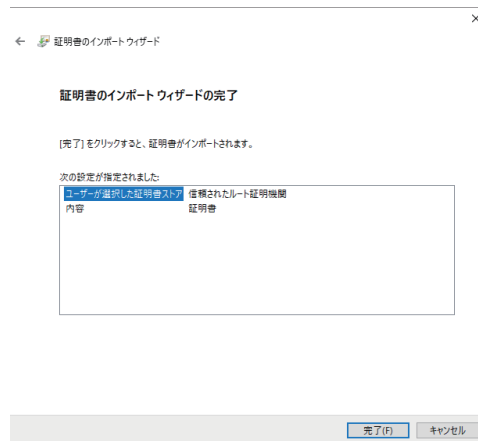 証明書のインポート ウィザード
証明書のインポート ウィザードの完了
[完了] をクリックすると、証明書がインポートされます。
次の設定が指定されました:
ユーザーが選択した証明書ストア 信頼されたルート証明機関
内容 証明書
完了(F) キャンセル